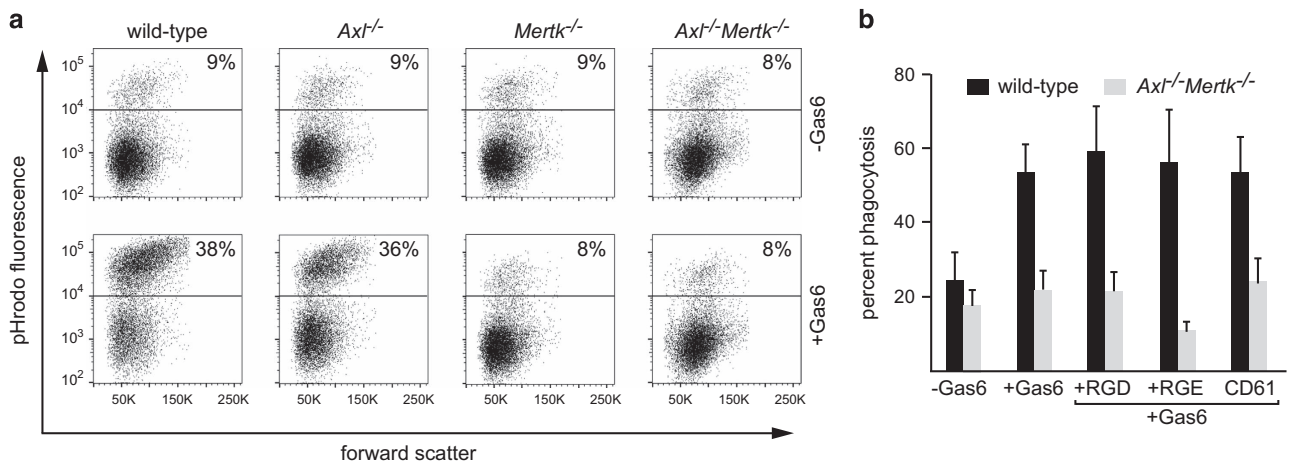 a
wild-type
Axl-/-
Mertk-/-
Axl-/-Mertk-/-
pHrodo fluorescence
10^5
10^4
10^3
10^2
9%
9%
9%
8%
-Gas6
10^5
10^4
10^3
10^2
38%
36%
8%
8%
+Gas6
50K 150K 250K
50K 150K 250K
50K 150K 250K
50K 150K 250K
forward scatter
b
percent phagocytosis
80
60
40
20
wild-type
Axl-/-Mertk-/-
-Gas6 +Gas6 +RGD +RGE CD61
+Gas6